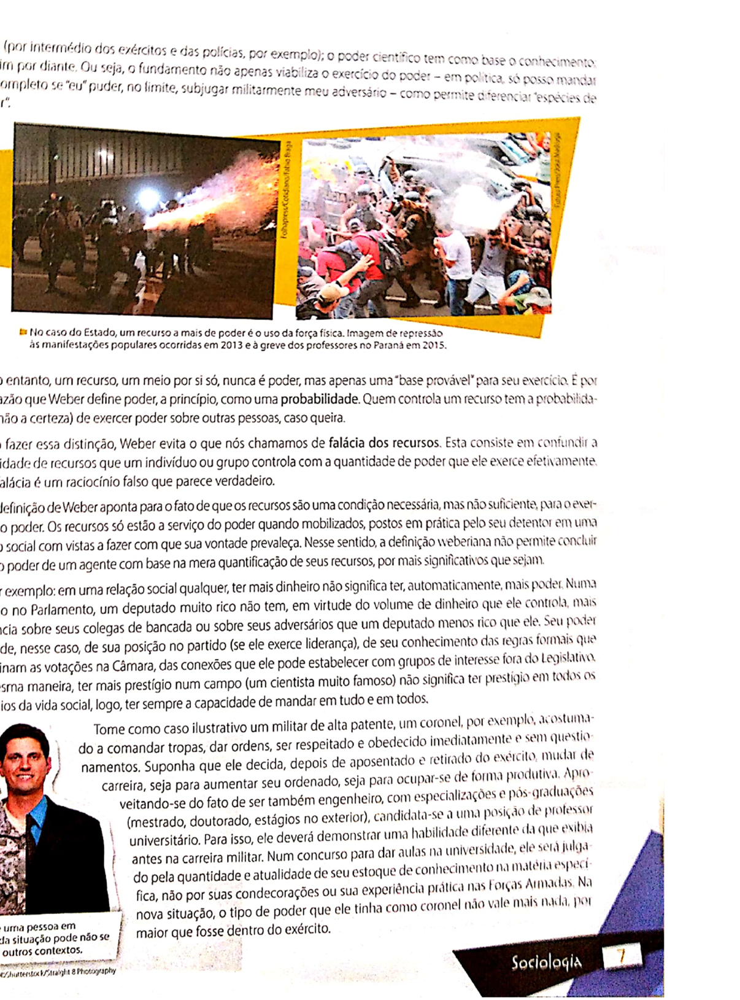 (por intermédio dos exércitos e das polícias, por exemplo); o poder científico tem como base o conhecimento;
im por diante. Ou seja, o fundamento não apenas viabiliza o exercício do poder – em política, só posso mandar
ompleto se “eu” puder, no limite, subjugar militarmente meu adversário – como permite diferenciar “espécies de
r”.
Folhapress/Cotidiano/Fabio Braga
No caso do Estado, um recurso a mais de poder é o uso da força física. Imagem de repressão
às manifestações populares ocorridas em 2013 e à greve dos professores no Paraná em 2015.
o entanto, um recurso, um meio por si só, nunca é poder, mas apenas uma “base provável” para seu exercício. É por
azão que Weber define poder, a princípio, como uma probabilidade. Quem controla um recurso tem a probabilida-
não a certeza) de exercer poder sobre outras pessoas, caso queira.
o fazer essa distinção, Weber evita o que nós chamamos de falácia dos recursos. Esta consiste em confundir a
idade de recursos que um indivíduo ou grupo controla com a quantidade de poder que ele exerce efetivamente.
falácia é um raciocínio falso que parece verdadeiro.
definição de Weber aponta para o fato de que os recursos são uma condição necessária, mas não suficiente, para o exer-
o poder. Os recursos só estão a serviço do poder quando mobilizados, postos em prática pelo seu detentor em uma
o social com vistas a fazer com que sua vontade prevaleça. Nesse sentido, a definição weberiana não permite concluir
o poder de um agente com base na mera quantificação de seus recursos, por mais significativos que sejam.
r exemplo: em uma relação social qualquer, ter mais dinheiro não significa ter, automaticamente, mais poder. Numa
o no Parlamento, um deputado muito rico não tem, em virtude do volume de dinheiro que ele controla, mais
ncia sobre seus colegas de bancada ou sobre seus adversários que um deputado menos rico que ele. Seu poder
de, nesse caso, de sua posição no partido (se ele exerce liderança), de seu conhecimento das regras formais que
inam as votações na Câmara, das conexões que ele pode estabelecer com grupos de interesse fora do Legislativo.
esma maneira, ter mais prestígio num campo (um cientista muito famoso) não significa ter prestígio em todos os
ios da vida social, logo, ter sempre a capacidade de mandar em tudo e em todos.
Tome como caso ilustrativo um militar de alta patente, um coronel, por exemplo, acostuma-
do a comandar tropas, dar ordens, ser respeitado e obedecido imediatamente e sem questio-
namentos. Suponha que ele decida, depois de aposentado e retirado do exército, mudar de
carreira, seja para aumentar seu ordenado, seja para ocupar-se de forma produtiva. Apro-
veitando-se do fato de ser também engenheiro, com especializações e pós-graduações
(mestrado, doutorado, estágios no exterior), candidata-se a uma posição de professor
universitário. Para isso, ele deverá demonstrar uma habilidade diferente da que exibia
antes na carreira militar. Num concurso para dar aulas na universidade, ele será julga-
do pela quantidade e atualidade de seu estoque de conhecimento na matéria especí-
fica, não por suas condecorações ou sua experiência prática nas Forças Armadas. Na
nova situação, o tipo de poder que ele tinha como coronel não vale mais nada, por
maior que fosse dentro do exército.
uma pessoa em
da situação pode não se
outros contextos.
©Shutterstock/Straight 8 Photography
Sociologia
7